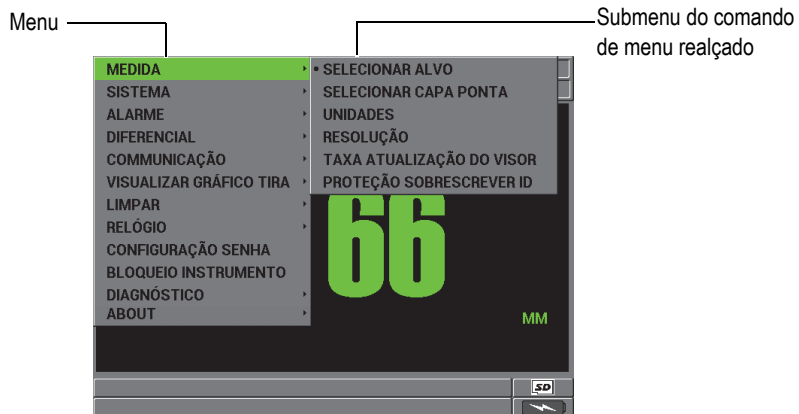 Menu
Submenu do comando
de menu realçado
MEDIDA
SISTEMA
ALARME
DIFERENCIAL
COMMUNICAÇÃO
VISUALIZAR GRÁFICO TIRA
LIMPAR
RELÓGIO
CONFIGURAÇÃO SENHA
BLOQUEIO INSTRUMENTO
DIAGNÓSTICO
ABOUT
• SELECIONAR ALVO
SELECIONAR CAPA PONTA
UNIDADES
RESOLUÇÃO
TAXA ATUALIZAÇÃO DO VISOR
PROTEÇÃO SOBRESCREVER ID
66
MM
SD